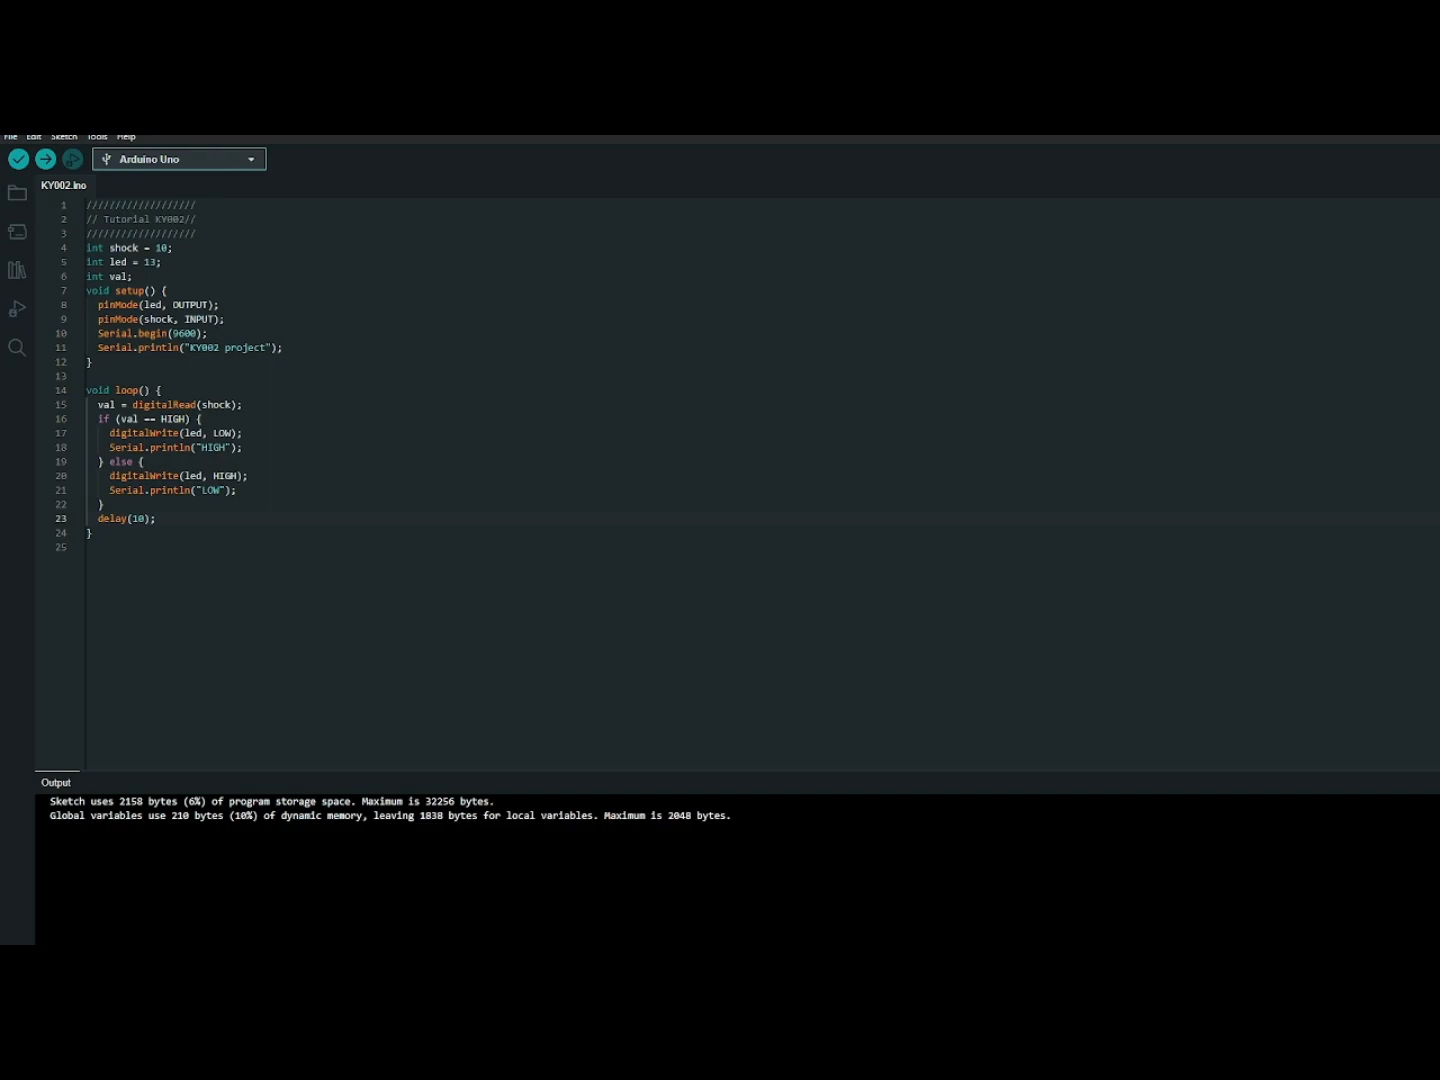 File Edit Sketch Tools Help
Arduino Uno
KY002.ino
1 ///////////////////
2 // Tutorial KY002//
3 ///////////////////
4 int shock = 10;
5 int led = 13;
6 int val;
7 void setup() {
8 pinMode(led, OUTPUT);
9 pinMode(shock, INPUT);
10 Serial.begin(9600);
11 Serial.println("KY002 project");
12 }
13
14 void loop() {
15 val = digitalRead(shock);
16 if (val == HIGH) {
17 digitalWrite(led, LOW);
18 Serial.println("HIGH");
19 } else {
20 digitalWrite(led, HIGH);
21 Serial.println("LOW");
22 }
23 delay(10);
24 }
25
Output
Sketch uses 2158 bytes (6%) of program storage space. Maximum is 32256 bytes.
Global variables use 210 bytes (10%) of dynamic memory, leaving 1838 bytes for local variables. Maximum is 2048 bytes.